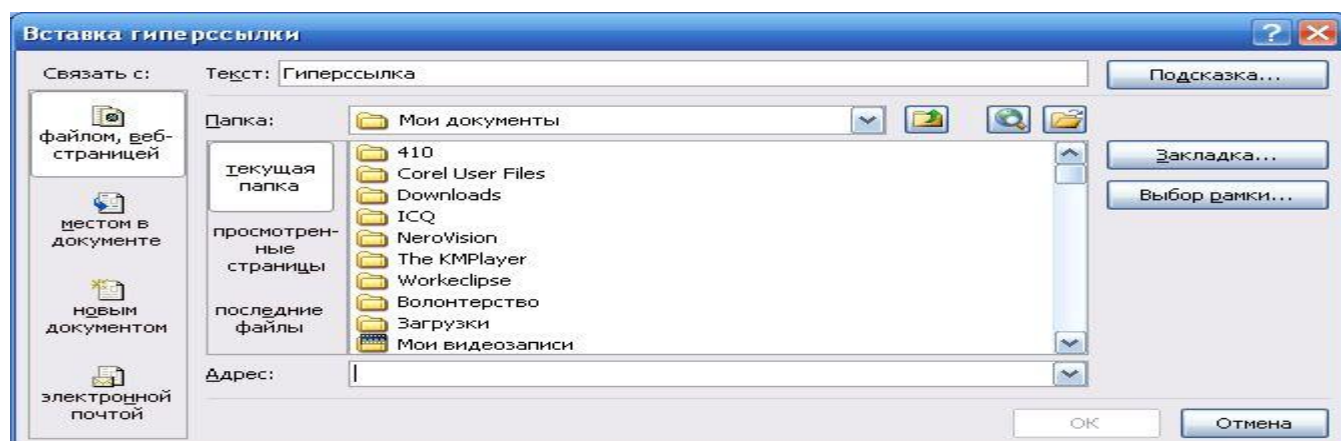 Вставка гиперссылки
Связать с:
Текст: Гиперссылка
Подсказка...
файлом, веб-
страницей
местом в
документе
новым
документом
электронной
почтой
Папка: Мои документы
текущая
папка
просмотрен-
ные
страницы
последние
файлы
410
Corel User Files
Downloads
ICQ
NeroVision
The KMPlayer
Workeclipse
Волонтерство
Загрузки
Мои видеозаписи
Закладка...
Выбор рамки...
Адрес:
ОК
Отмена